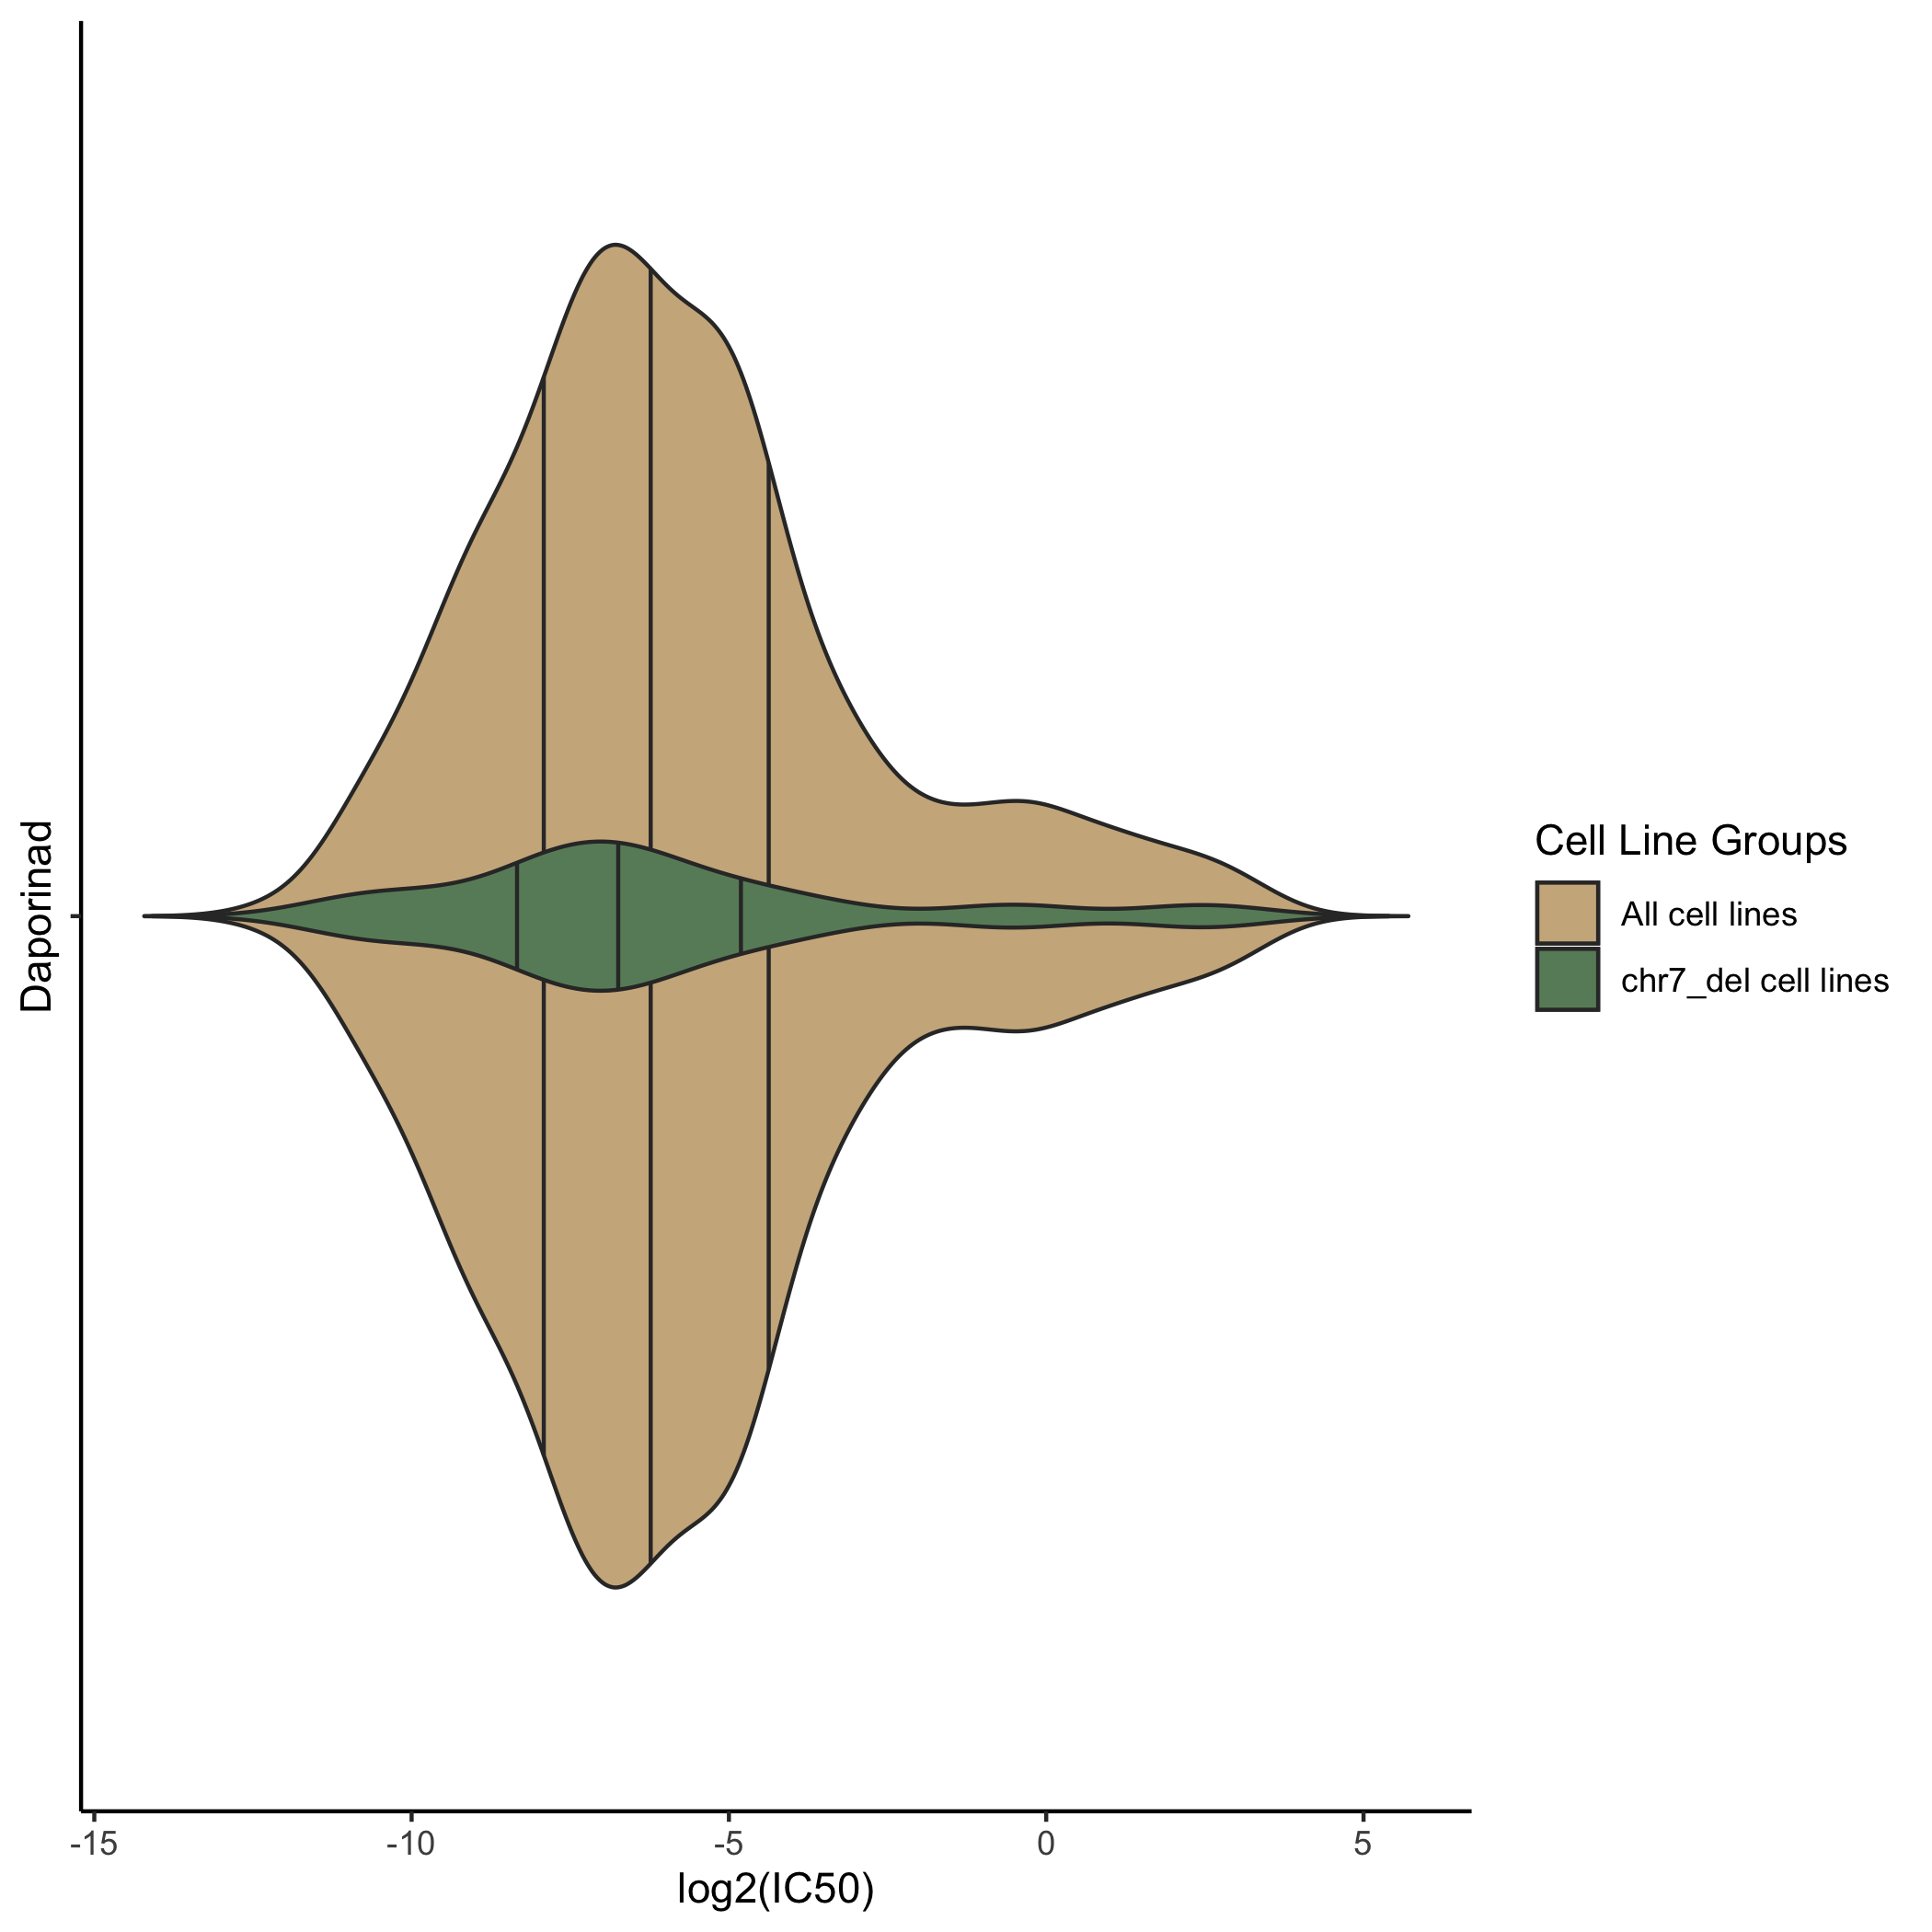 Daporinad
-15
-10
-5
0
5
log2(IC50)
Cell Line Groups
All cell lines
chr7_del cell lines